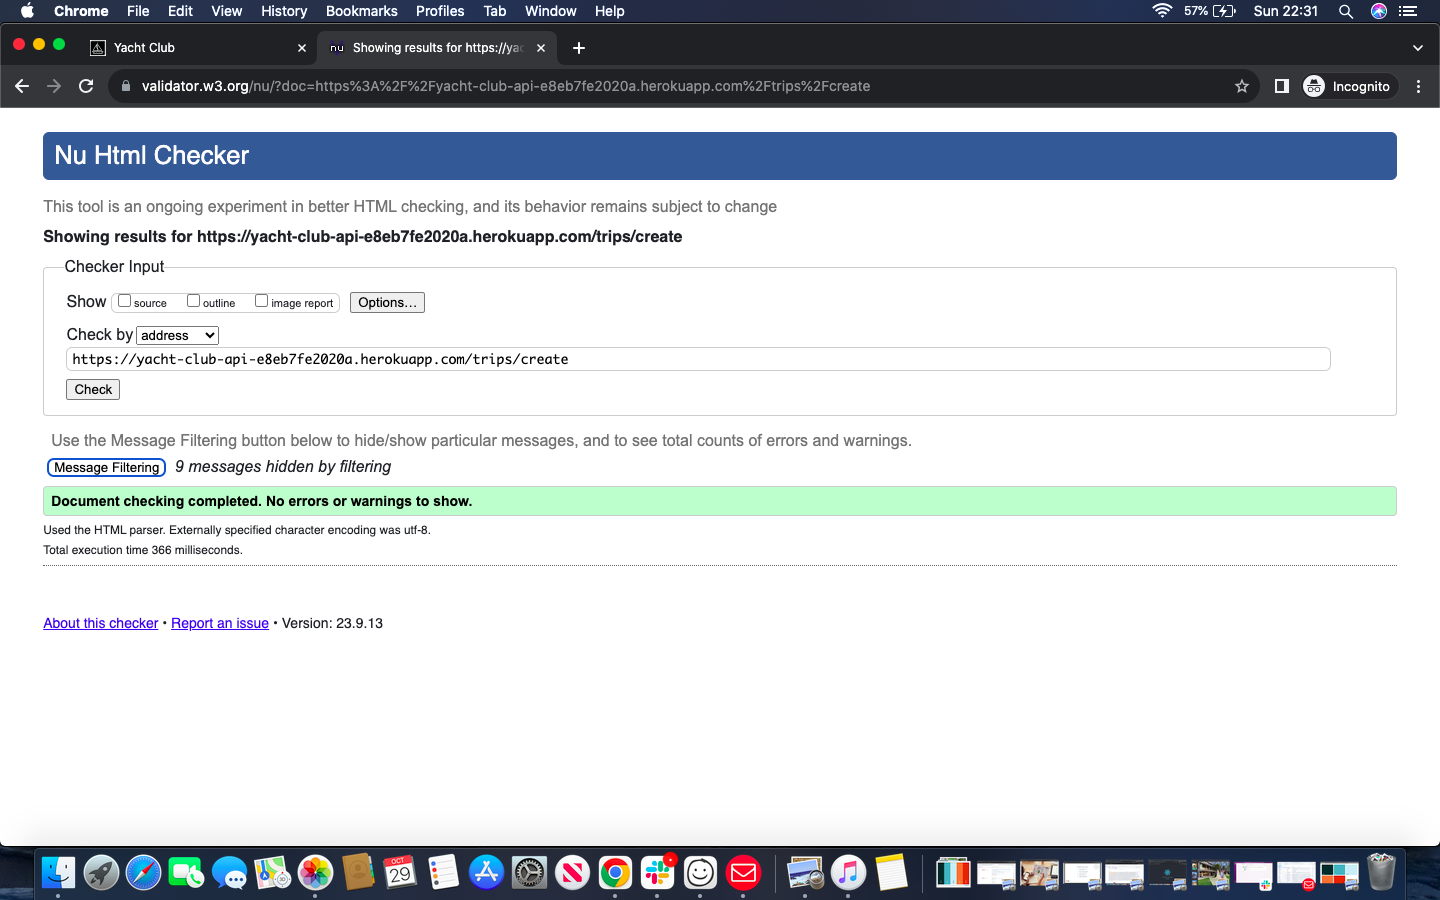 Chrome File Edit View History Bookmarks Profiles Tab Window Help 57% Sun 22:31
Yacht Club
nu Showing results for https://yac
validator.w3.org/nu/?doc=https%3A%2F%2Fyacht-club-api-e8eb7fe2020a.herokuapp.com%2Ftrips%2Fcreate Incognito
Nu Html Checker
This tool is an ongoing experiment in better HTML checking, and its behavior remains subject to change
Showing results for https://yacht-club-api-e8eb7fe2020a.herokuapp.com/trips/create
Checker Input
Show source outline image report Options...
Check by address
https://yacht-club-api-e8eb7fe2020a.herokuapp.com/trips/create
Check
Use the Message Filtering button below to hide/show particular messages, and to see total counts of errors and warnings.
Message Filtering 9 messages hidden by filtering
Document checking completed. No errors or warnings to show.
Used the HTML parser. Externally specified character encoding was utf-8.
Total execution time 366 milliseconds.
About this checker • Report an issue • Version: 23.9.13
OCT
29